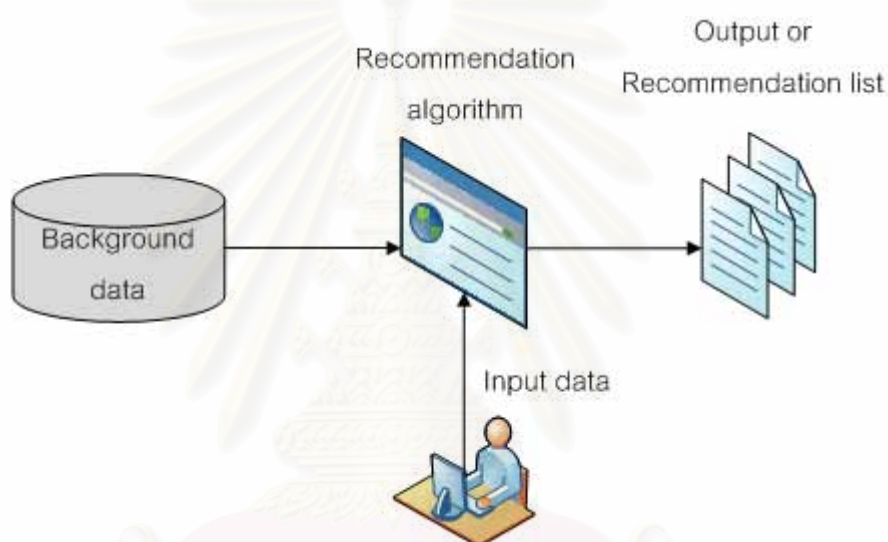 Output or
Recommendation list
Recommendation
algorithm
Background
data
Input data